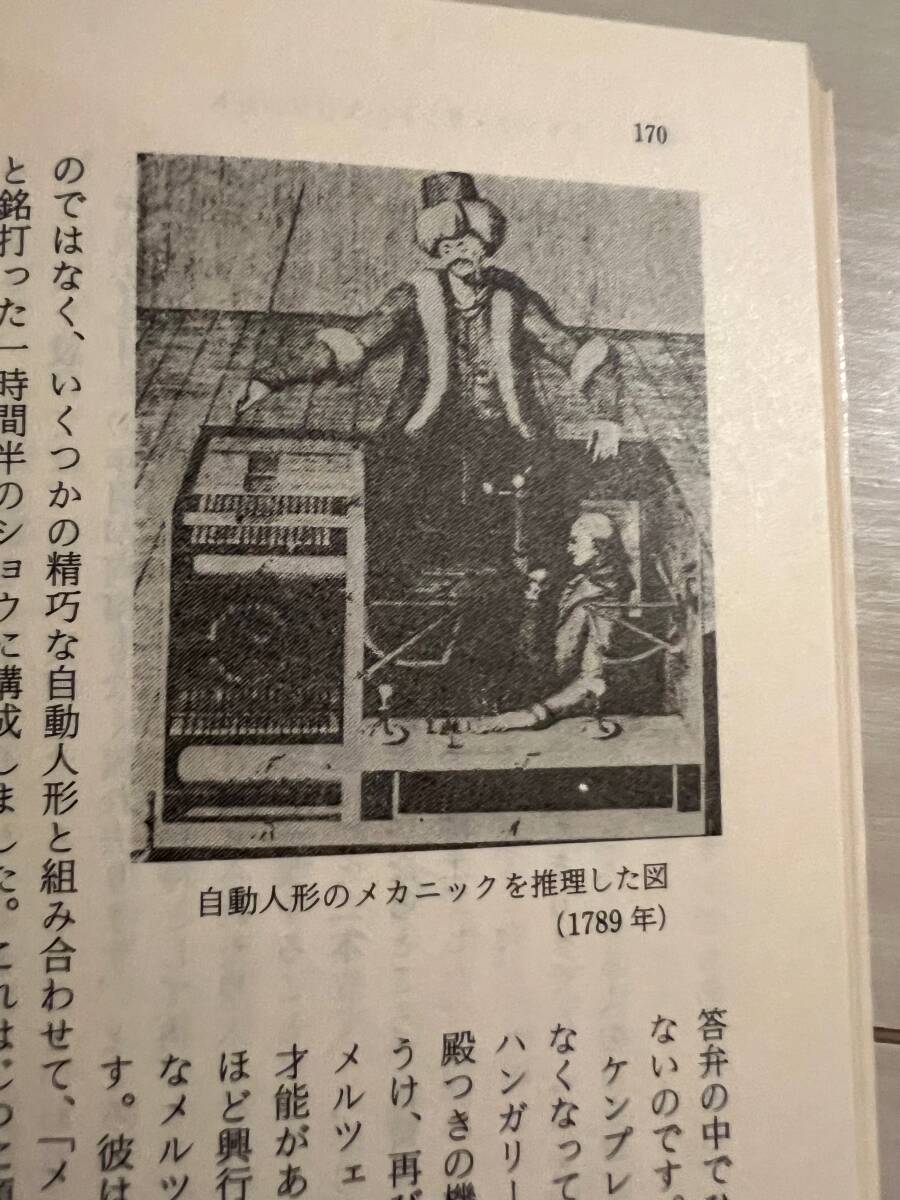 170
自動人形のメカニックを推理した図
(1789年)
答弁の中で
ないのです。
ケンプレ
なくなって
ハンガリー
殿つきの機
うけ、再び
メルツェ
才能があ
ほど興行
なメルツ
す。彼は
のではなく、いくつかの精巧な自動人形と組み合わせて、「メ
と銘打った一時間半のショウに構成しました。これはじつに